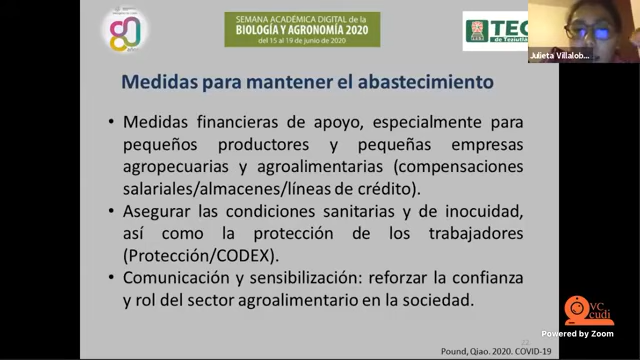 SEMANA ACADÉMICA DIGITAL de la
BIOLOGÍA Y AGRONOMÍA 2020
del 15 al 19 de junio de 2020
TEC
de Teziutlá
Julieta Villalob...
Medidas para mantener el abastecimiento
• Medidas financieras de apoyo, especialmente para
pequeños productores y pequeñas empresas
agropecuarias y agroalimentarias (compensaciones
salariales/almacenes/líneas de crédito).
• Asegurar las condiciones sanitarias y de inocuidad,
así como la protección de los trabajadores
(Protección/CODEX).
• Comunicación y sensibilización: reforzar la confianza
y rol del sector agroalimentario en la sociedad.
VC
cudi
Powered by Zoom
22
Pound, Qiao. 2020. COVID-19